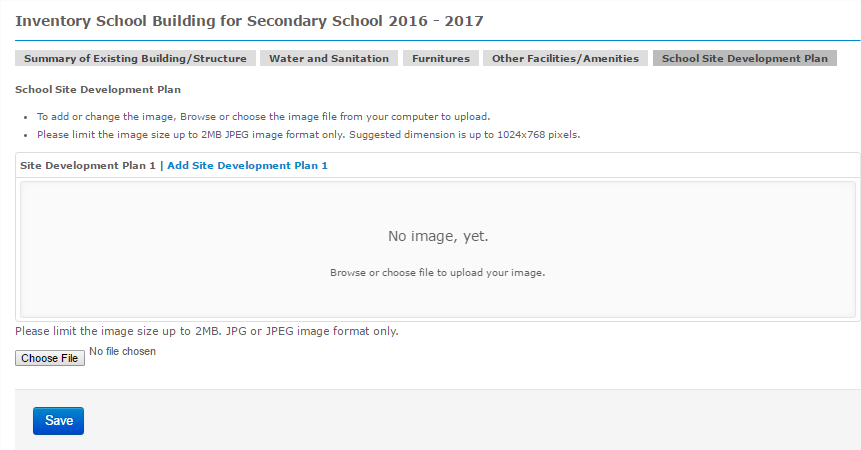 Inventory School Building for Secondary School 2016 - 2017
Summary of Existing Building/Structure Water and Sanitation Furnitures Other Facilities/Amenities School Site Development Plan
School Site Development Plan
• To add or change the image, Browse or choose the image file from your computer to upload.
• Please limit the image size up to 2MB JPEG image format only. Suggested dimension is up to 1024x768 pixels.
Site Development Plan 1 | Add Site Development Plan 1
No image, yet.
Browse or choose file to upload your image.
Please limit the image size up to 2MB. JPG or JPEG image format only.
Choose File No file chosen
Save